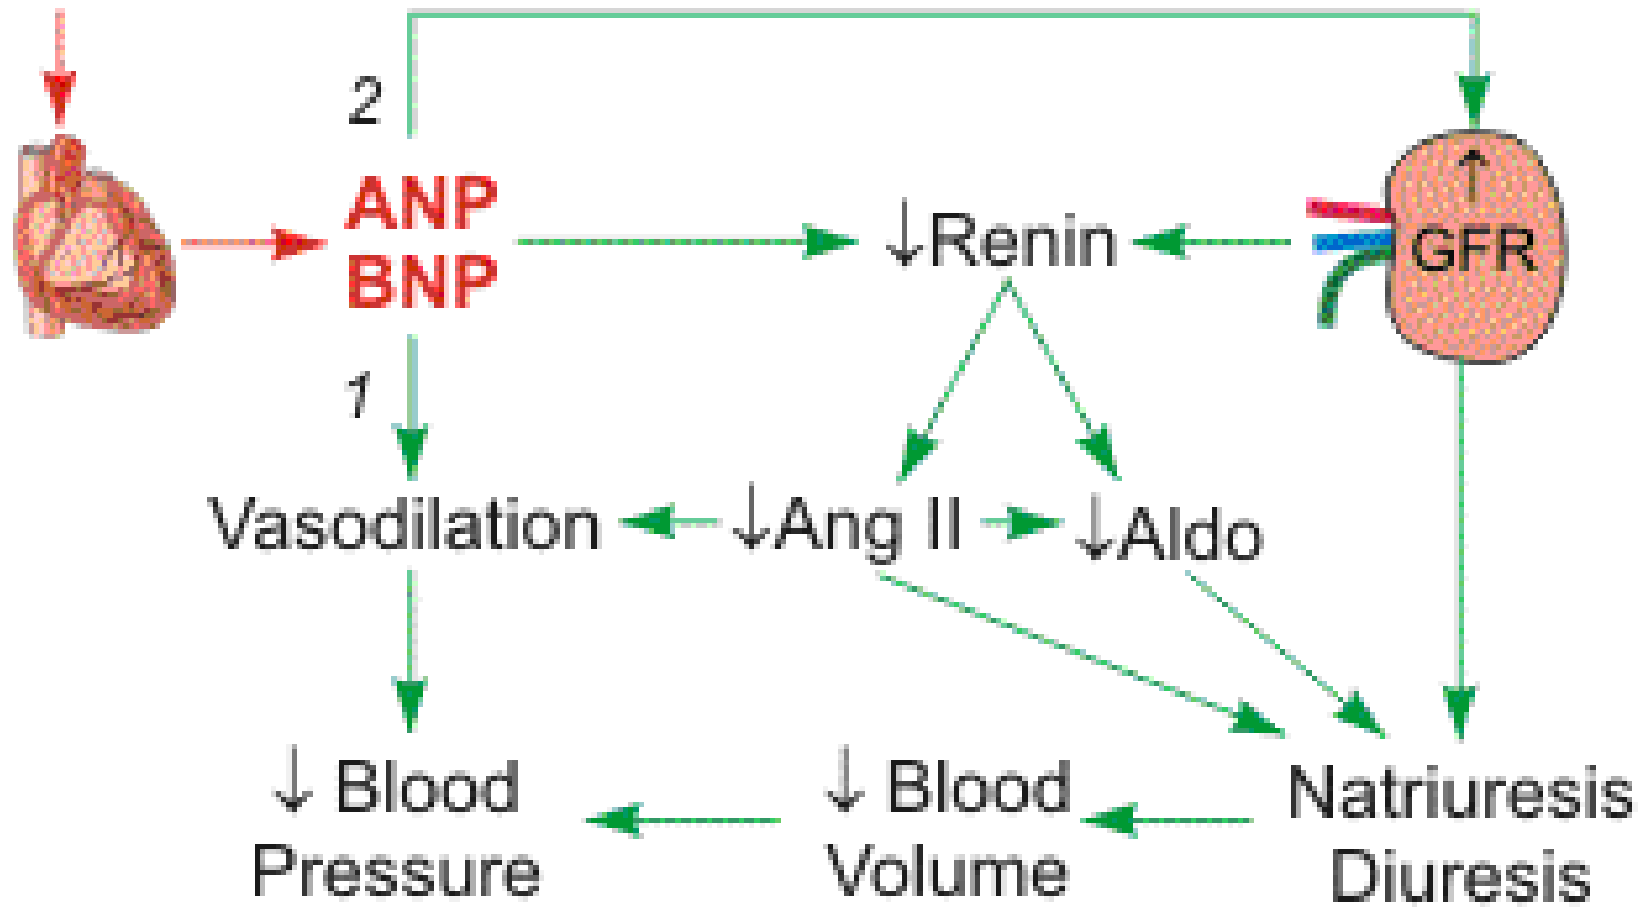 2
ANP
BNP
↓Renin
↑
GFR
1
Vasodilation
↓Ang II
↓Aldo
↓ Blood
Pressure
↓ Blood
Volume
Natriuresis
Diuresis